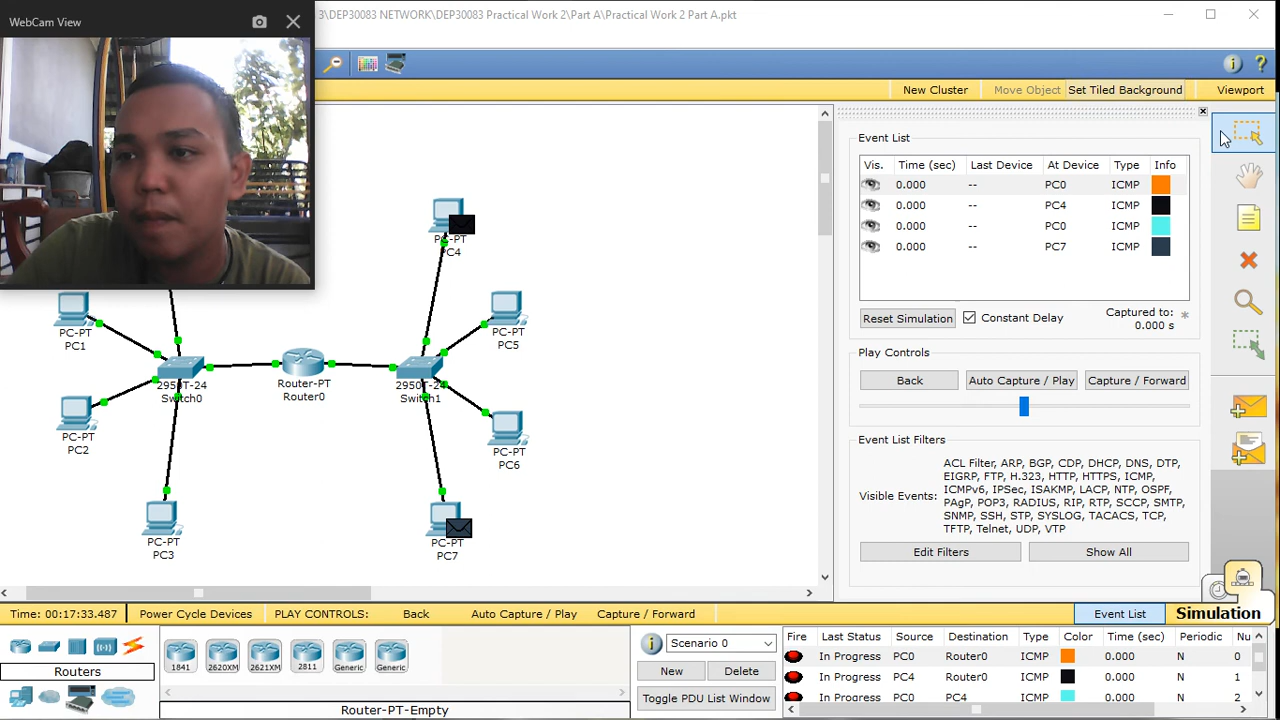 WebCam View
3\DEP30083 NETWORK\DEP30083 Practical Work 2\Part A\Practical Work 2 Part A.pkt
New Cluster Move Object Set Tiled Background Viewport
Event List
Vis. Time (sec) Last Device At Device Type Info
0.000 -- PC0 ICMP
0.000 -- PC4 ICMP
0.000 -- PC0 ICMP
0.000 -- PC7 ICMP
Reset Simulation Constant Delay Captured to: *
0.000 s
Play Controls
Back Auto Capture / Play Capture / Forward
Event List Filters
Visible Events:
ACL Filter, ARP, BGP, CDP, DHCP, DNS, DTP,
EIGRP, FTP, H.323, HTTP, HTTPS, ICMP,
ICMPv6, IPSec, ISAKMP, LACP, NTP, OSPF,
PAgP, POP3, RADIUS, RIP, RTP, SCCP, SMTP,
SNMP, SSH, STP, SYSLOG, TACACS, TCP,
TFTP, Telnet, UDP, VTP
Edit Filters Show All
PC-PT
PC4
PC-PT
PC1
PC-PT
PC5
2950T-24
Switch0
Router-PT
Router0
2950T-24
Switch1
PC-PT
PC2
PC-PT
PC6
PC-PT
PC3
PC-PT
PC7
Time: 00:17:33.487 Power Cycle Devices PLAY CONTROLS: Back Auto Capture / Play Capture / Forward Event List Simulation
Routers
1841 2620XM 2621XM 2811 Generic Generic
Router-PT-Empty
Scenario 0
New Delete
Toggle PDU List Window
Fire Last Status Source Destination Type Color Time (sec) Periodic Nu
In Progress PC0 Router0 ICMP 0.000 N 0
In Progress PC4 Router0 ICMP 0.000 N 1
In Progress PC0 PC4 ICMP 0.000 N 2